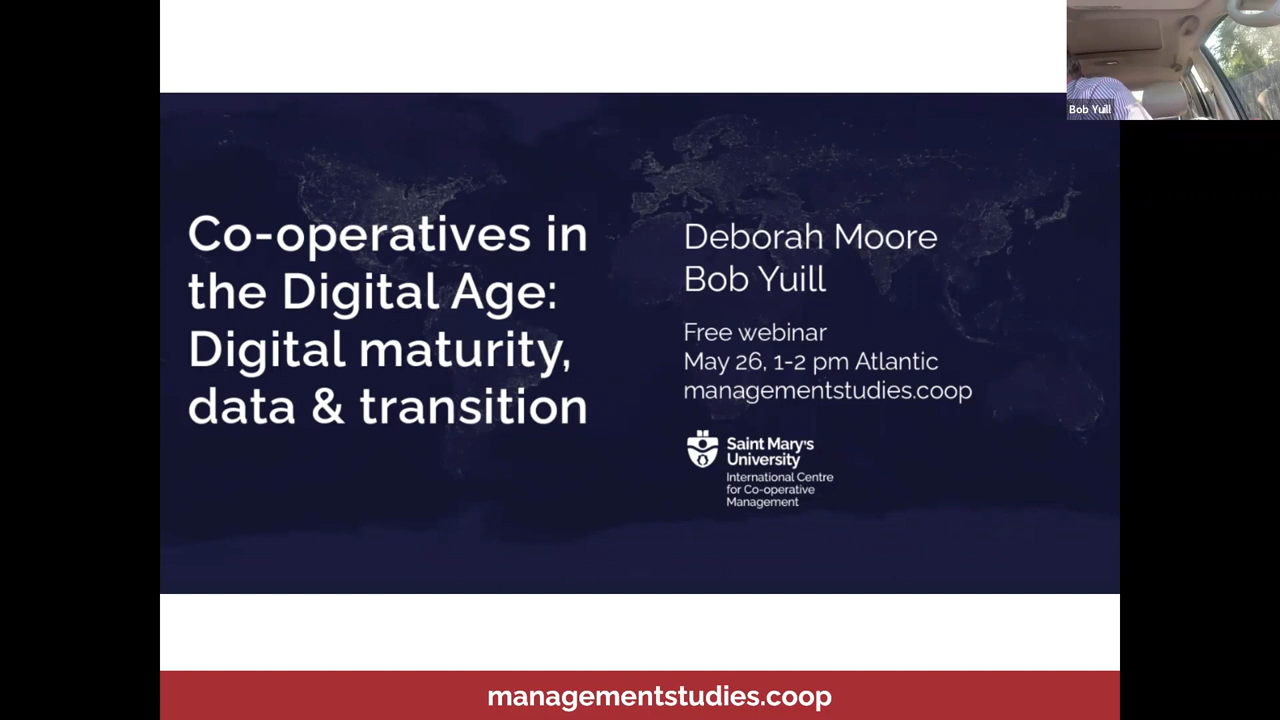 Bob Yuill
Co-operatives in
the Digital Age:
Digital maturity,
data & transition
Deborah Moore
Bob Yuill
Free webinar
May 26, 1-2 pm Atlantic
managementstudies.coop
Saint Mary's
University
International Centre
for Co-operative
Management
managementstudies.coop